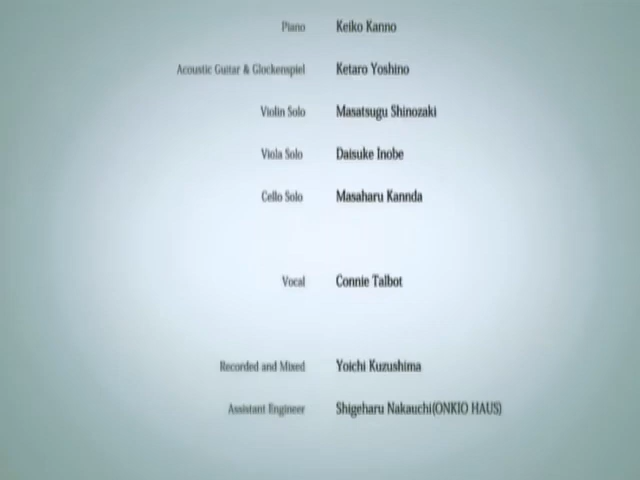 Piano Keiko Kanno
Acoustic Guitar & Glockenspiel Ketaro Yoshino
Violin Solo Masatsugu Shinozaki
Viola Solo Daisuke Inobe
Cello Solo Masaharu Kannda
Vocal Connie Talbot
Recorded and Mixed Yoichi Kuzushima
Assistant Engineer Shigeharu Nakauchi(ONKIO HAUS)